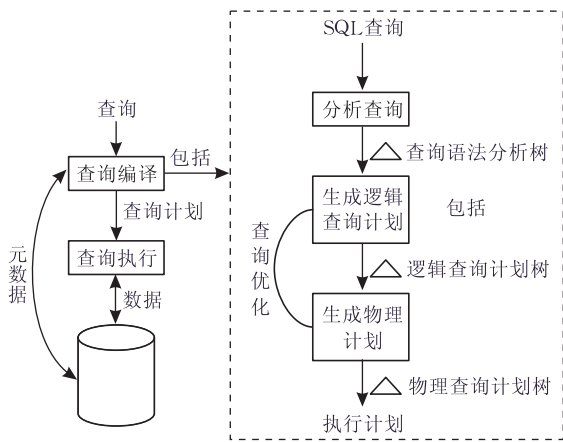 查询
查询编译
包括
查询计划
查询执行
数据
元数据
SQL查询
分析查询
查询语法分析树
生成逻辑
查询计划
包括
查询优化
逻辑查询计划树
生成物理
计划
物理查询计划树
执行计划